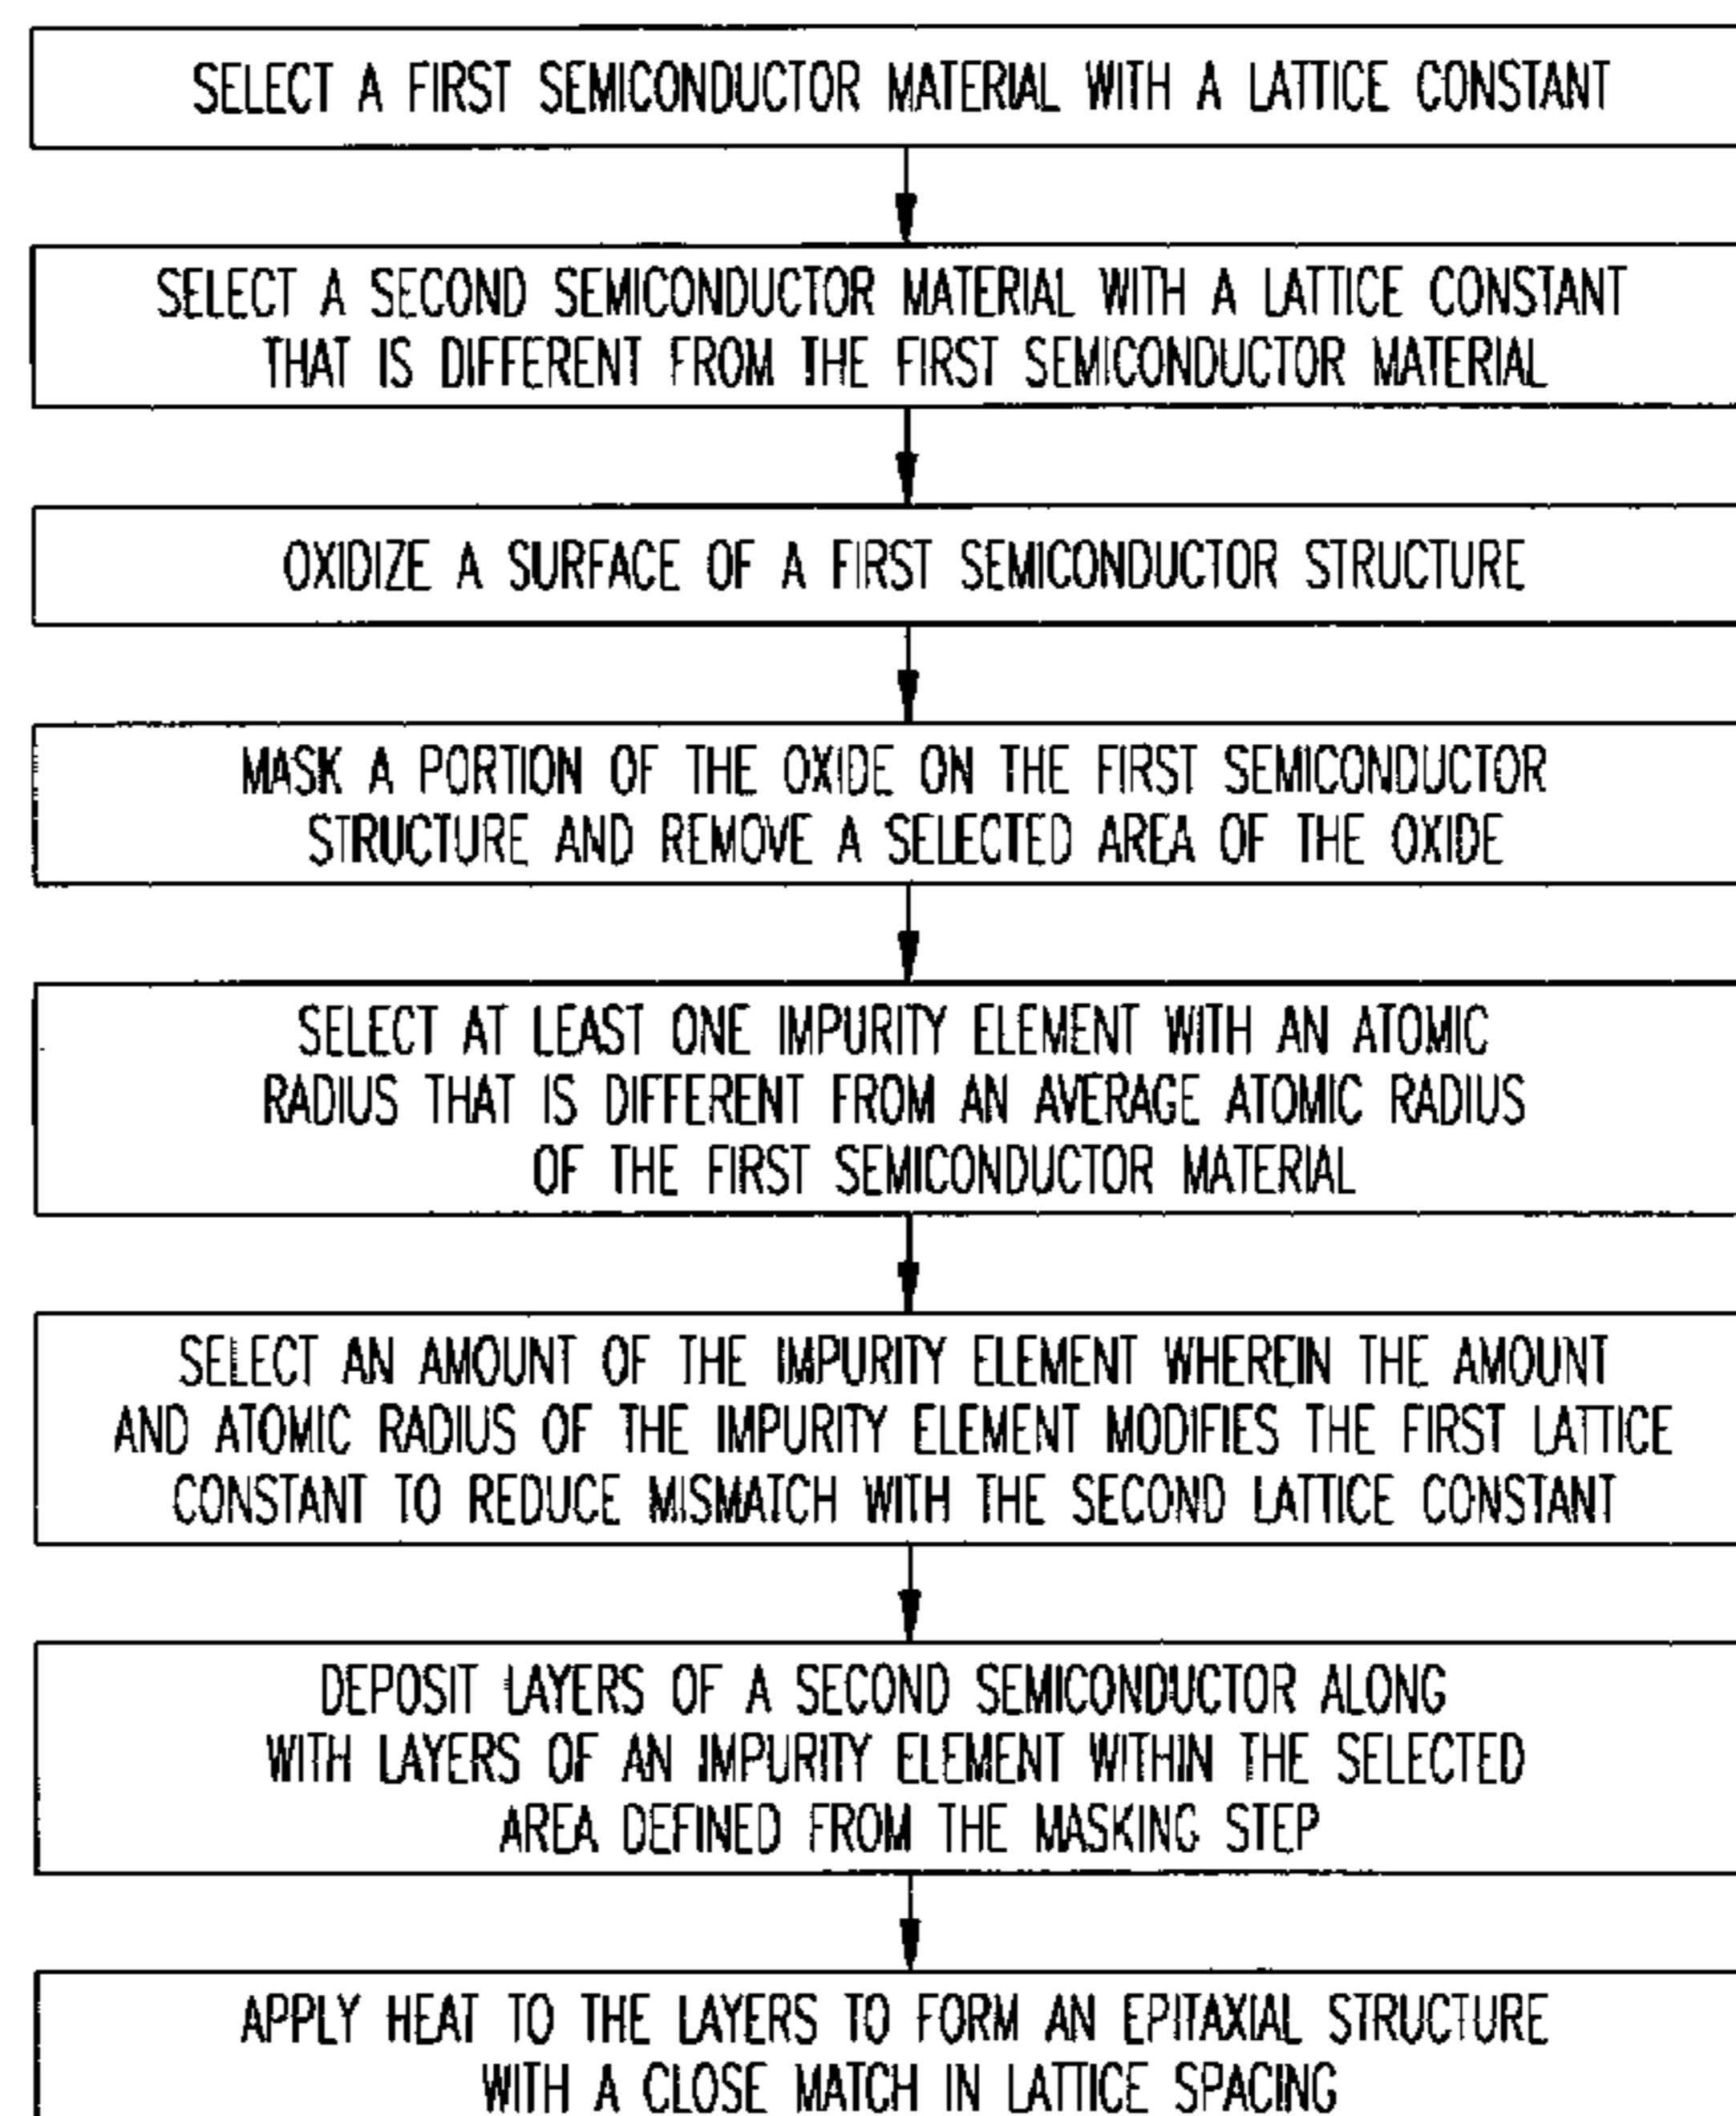 SELECT A FIRST SEMICONDUCTOR MATERIAL WITH A LATTICE CONSTANT
SELECT A SECOND SEMICONDUCTOR MATERIAL WITH A LATTICE CONSTANT
THAT IS DIFFERENT FROM THE FIRST SEMICONDUCTOR MATERIAL
OXIDIZE A SURFACE OF A FIRST SEMICONDUCTOR STRUCTURE
MASK A PORTION OF THE OXIDE ON THE FIRST SEMICONDUCTOR
STRUCTURE AND REMOVE A SELECTED AREA OF THE OXIDE
SELECT AT LEAST ONE IMPURITY ELEMENT WITH AN ATOMIC
RADIUS THAT IS DIFFERENT FROM AN AVERAGE ATOMIC RADIUS
OF THE FIRST SEMICONDUCTOR MATERIAL
SELECT AN AMOUNT OF THE IMPURITY ELEMENT WHEREIN THE AMOUNT
AND ATOMIC RADIUS OF THE IMPURITY ELEMENT MODIFIES THE FIRST LATTICE
CONSTANT TO REDUCE MISMATCH WITH THE SECOND LATTICE CONSTANT
DEPOSIT LAYERS OF A SECOND SEMICONDUCTOR ALONG
WITH LAYERS OF AN IMPURITY ELEMENT WITHIN THE SELECTED
AREA DEFINED FROM THE MASKING STEP
APPLY HEAT TO THE LAYERS TO FORM AN EPITAXIAL STRUCTURE
WITH A CLOSE MATCH IN LATTICE SPACING